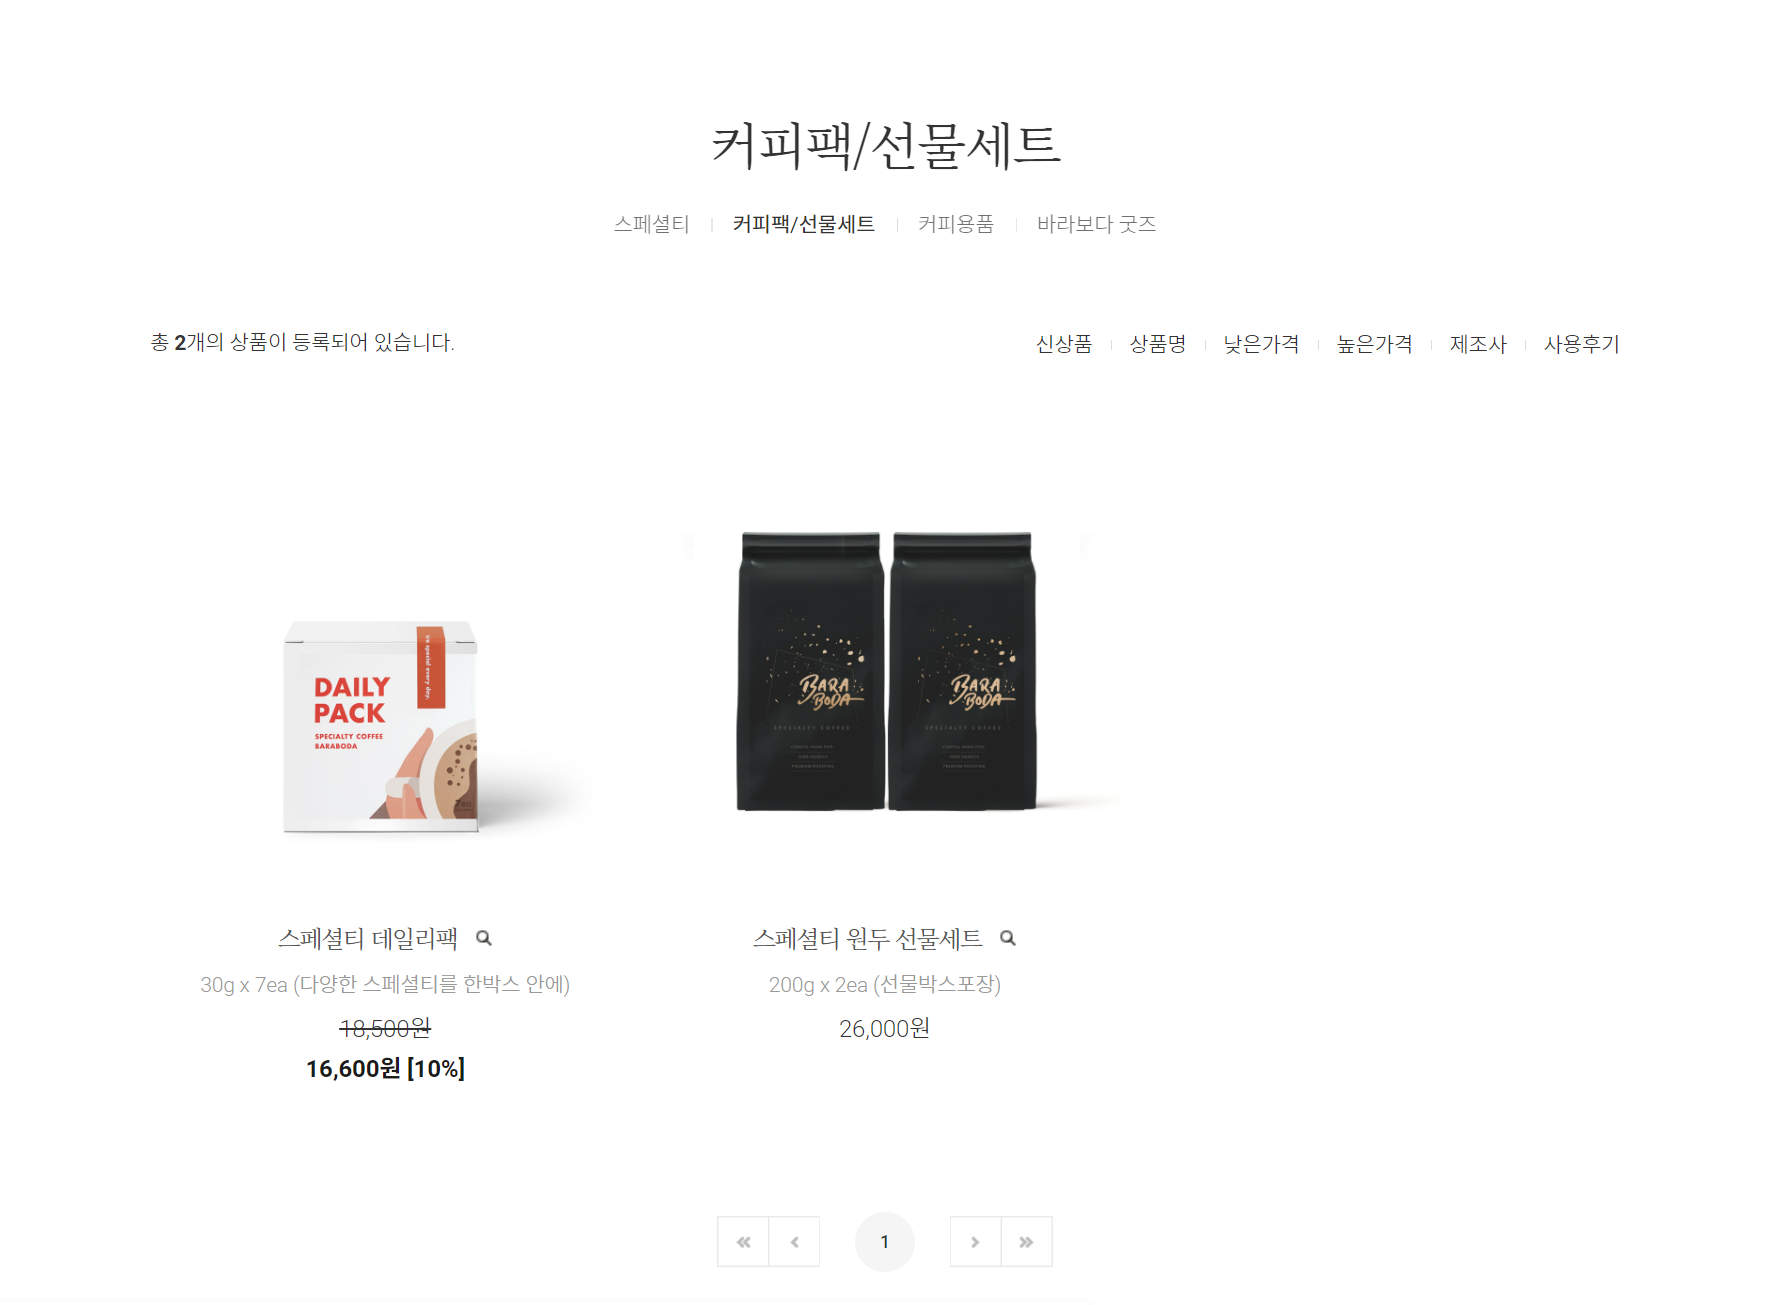 커피팩/선물세트
스페셜티 커피팩/선물세트 커피용품 바라보다 굿즈
총 2개의 상품이 등록되어 있습니다.
신상품 상품명 낮은가격 높은가격 제조사 사용후기
DAILY
PACK
SPECIALTY COFFEE
BARABODA
special every day.
BARA
BODA
SPECIALTY COFFEE
BARA
BODA
SPECIALTY COFFEE
스페셜티 데일리팩
30g x 7ea (다양한 스페셜티를 한박스 안에)
18,500원
16,600원 [10%]
스페셜티 원두 선물세트
200g x 2ea (선물박스포장)
26,000원
1